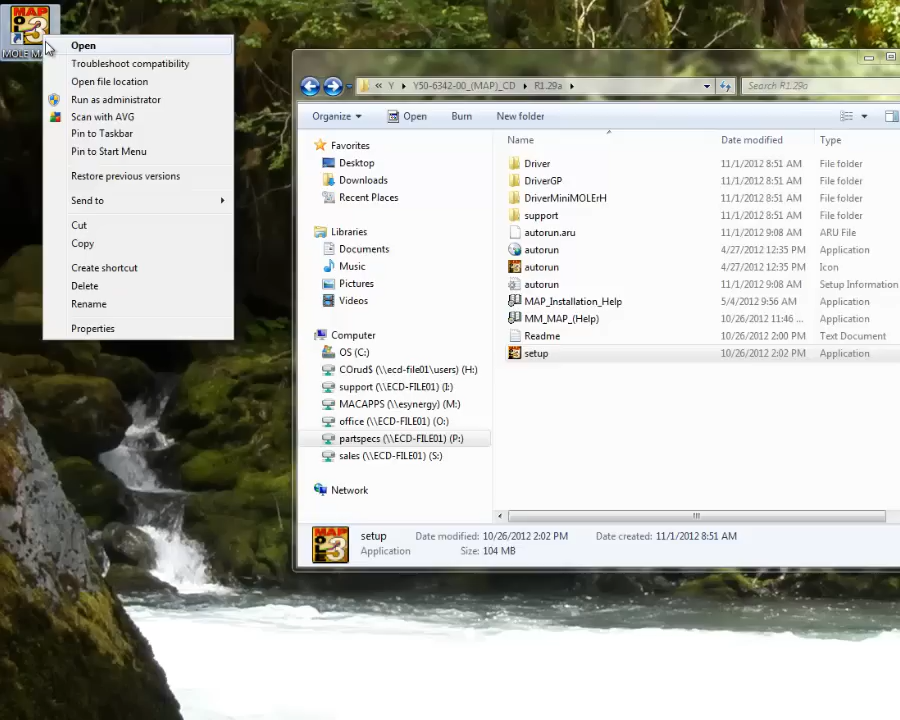 MAP
3
MOLE M
Open
Troubleshoot compatibility
Open file location
Run as administrator
Scan with AVG
Pin to Taskbar
Pin to Start Menu
Restore previous versions
Send to
Cut
Copy
Create shortcut
Delete
Rename
Properties
« Y Y50-6342-00_(MAP)_CD R1.29a
Search R1.29a
Organize Open Burn New folder
Favorites
Desktop
Downloads
Recent Places
Libraries
Documents
Music
Pictures
Videos
Computer
OS (C:)
COrud$ (\\ecd-file01\users) (H:)
support (\\ECD-FILE01) (I:)
MACAPPS (\\esynergy) (M:)
office (\\ECD-FILE01) (O:)
partspecs (\\ECD-FILE01) (P:)
sales (\\ECD-FILE01) (S:)
Network
Name Date modified Type
Driver 11/1/2012 8:51 AM File folder
DriverGP 11/1/2012 8:51 AM File folder
DriverMiniMOLErH 11/1/2012 8:51 AM File folder
support 11/1/2012 8:51 AM File folder
autorun.aru 11/1/2012 9:08 AM ARU File
autorun 4/27/2012 12:35 PM Application
autorun 4/27/2012 12:35 PM Icon
autorun 11/1/2012 9:08 AM Setup Information
MAP_Installation_Help 5/4/2012 9:56 AM Application
MM_MAP_(Help) 10/26/2012 11:46 ... Application
Readme 10/26/2012 2:00 PM Text Document
setup 10/26/2012 2:02 PM Application
MAP
3
setup Date modified: 10/26/2012 2:02 PM Date created: 11/1/2012 8:51 AM
Application Size: 104 MB